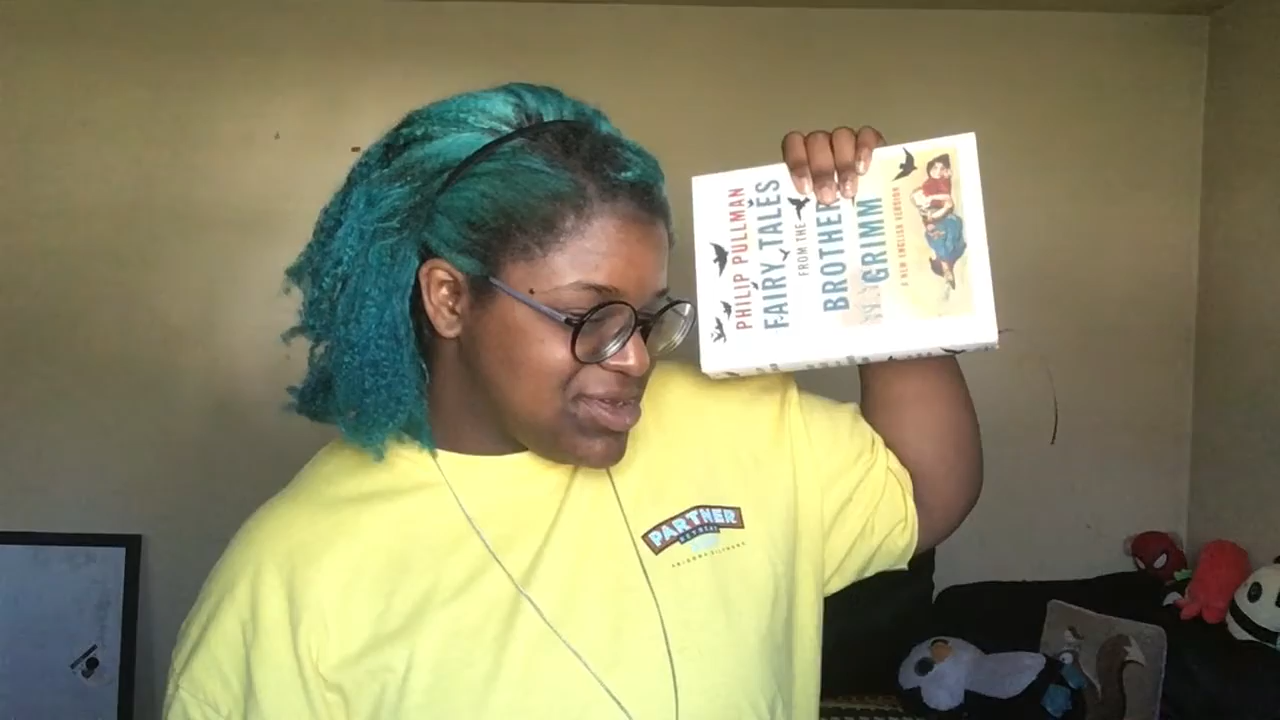 PHILIP PULLMAN
FAIRY TALES
FROM THE
BROTHERS
GRIMM
A NEW ENGLISH VERSION
PARTNER